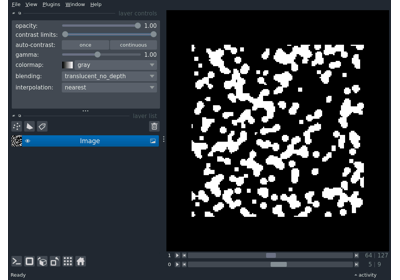 File View Plugins Window Help
layer controls
opacity: 1.00
contrast limits:
auto-contrast: once continuous
gamma: 1.00
colormap: gray
blending: translucent_no_depth
interpolation: nearest
layer list
Image
1 64 127
0 5 9
Ready activity